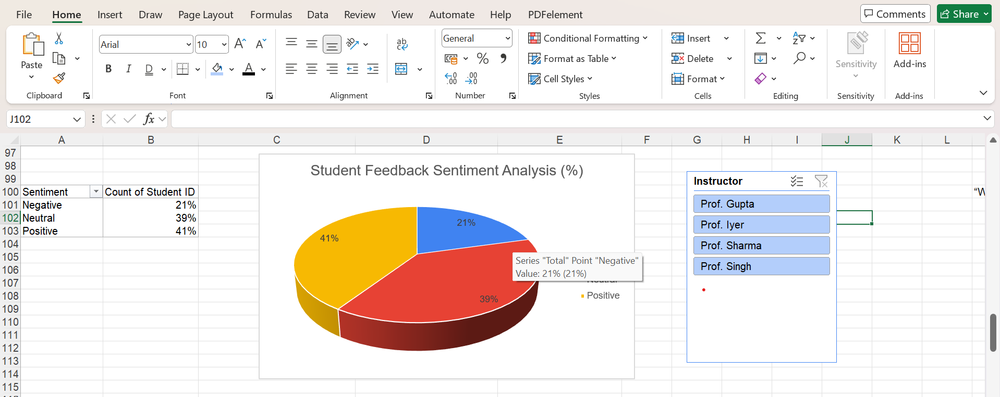 File Home Insert Draw Page Layout Formulas Data Review View Automate Help PDFelement Comments Share
Paste
Clipboard
Arial 10
B I D A
Font
ab
Alignment
General
% 
Number
Conditional Formatting
Format as Table
Cell Styles
Styles
Insert
Delete
Format
Cells
Editing
Sensitivity
Sensitivity
Add-ins
Add-ins
J102 fx
A B C D E F G H I J K L
97
98
99
100 Sentiment Count of Student ID
101 Negative 21%
102 Neutral 39%
103 Positive 41%
104
105
106
107
108
109
110
111
112
113
114
115
Student Feedback Sentiment Analysis (%)
21%
41%
39%
Series "Total" Point "Negative"
Value: 21% (21%)
Neutral
Positive
Instructor
Prof. Gupta
Prof. Iyer
Prof. Sharma
Prof. Singh
“W